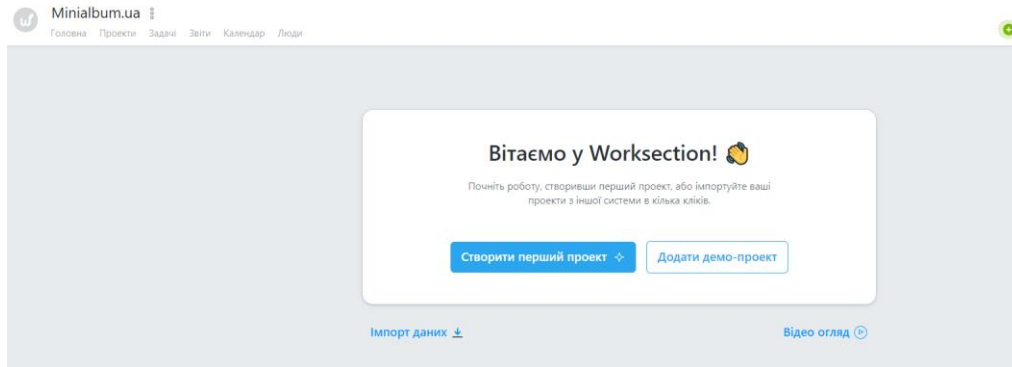 Minialbum.ua
Головна Проекти Задачі Звіти Календар Люди
Вітаємо у Worksection!
Почніть роботу, створивши перший проект, або імпортуйте ваші
проекти з іншої системи в кілька кліків.
Створити перший проект Додати демо-проект
Імпорт даних Відео огляд